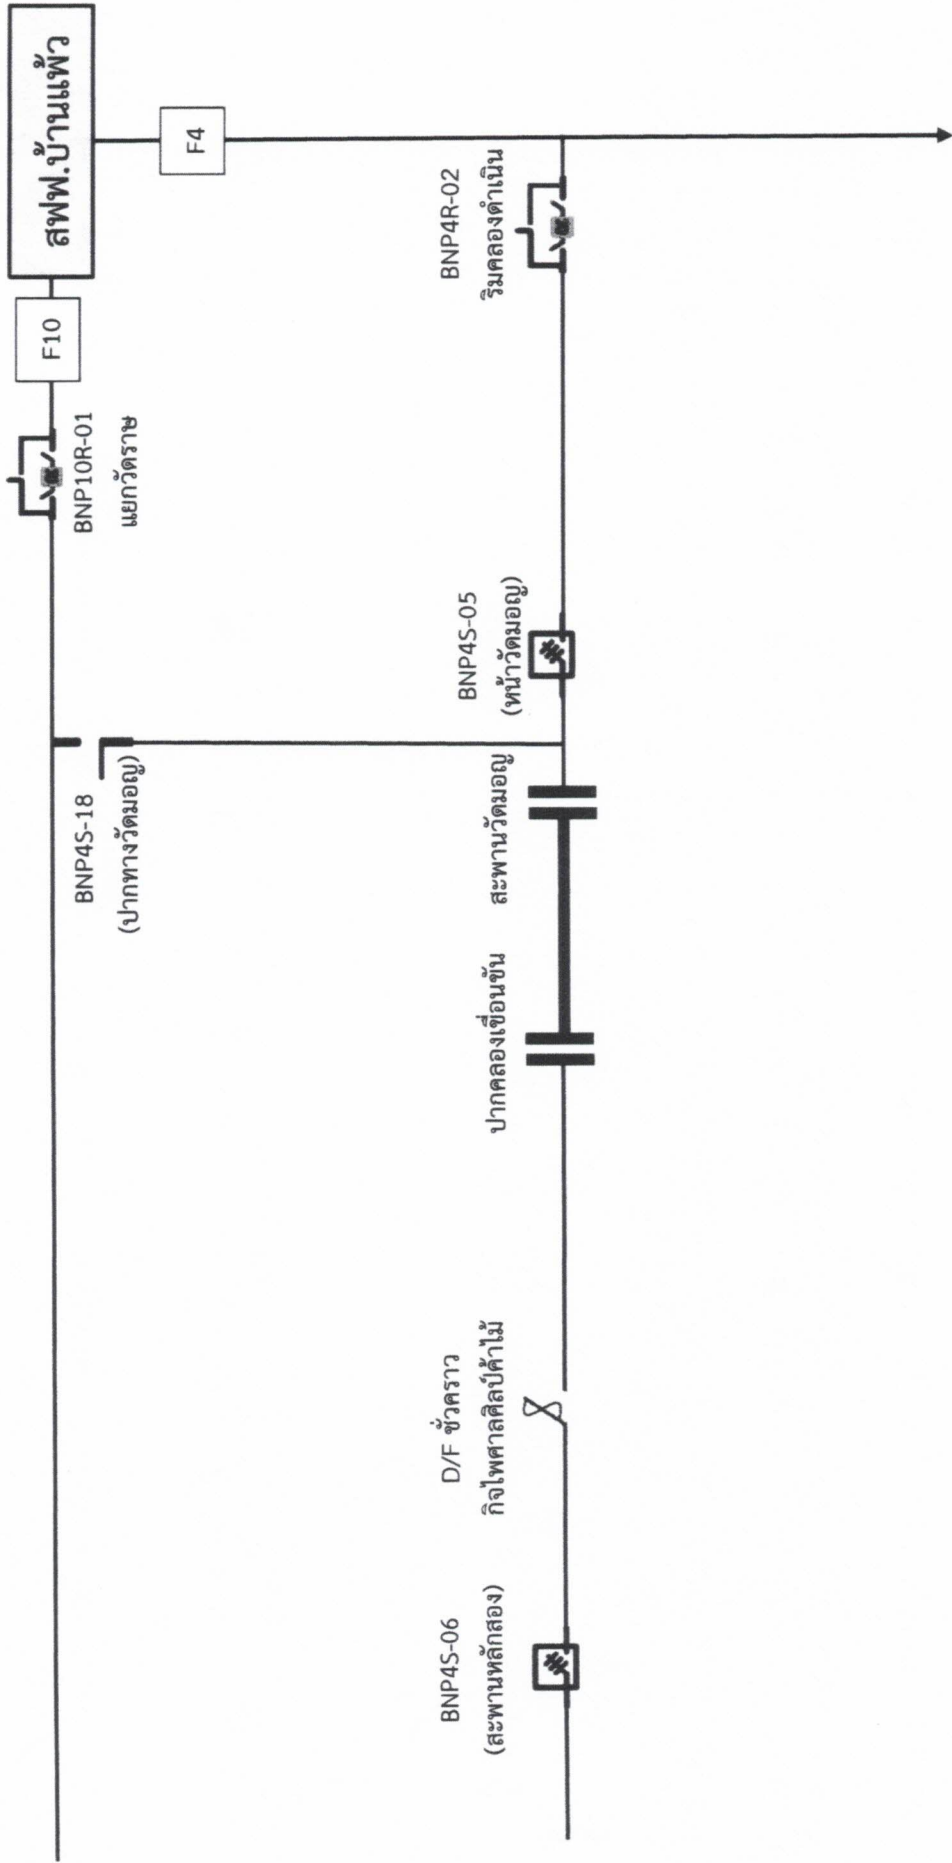 สฟฟ.บ้านแพ้ว
F10
F4
BNP10R-01
แยกวัดราษ
BNP4R-02
ริมคลองดำเนิน
BNP4S-05
(หน้าวัดมอญ)
BNP4S-18
(ปากทางวัดมอญ)
สะพานวัดมอญ
ปากคลองเขื่อนขัน
D/F ชั่วคราว
กิจไพศาลศิลป์ค้าไม้
BNP4S-06
(สะพานหลักสอง)